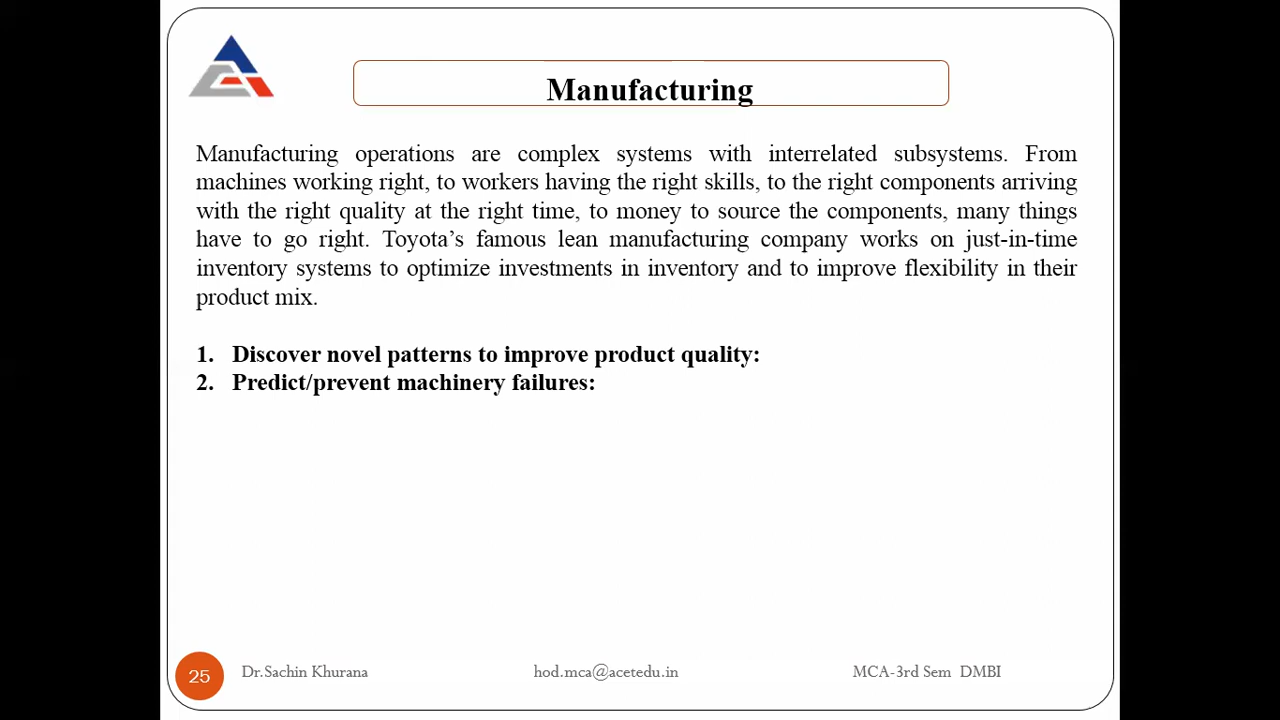 Manufacturing
Manufacturing operations are complex systems with interrelated subsystems. From
machines working right, to workers having the right skills, to the right components arriving
with the right quality at the right time, to money to source the components, many things
have to go right. Toyota’s famous lean manufacturing company works on just-in-time
inventory systems to optimize investments in inventory and to improve flexibility in their
product mix.
1. Discover novel patterns to improve product quality:
2. Predict/prevent machinery failures:
25 Dr.Sachin Khurana hod.mca@acetedu.in MCA-3rd Sem DMBI